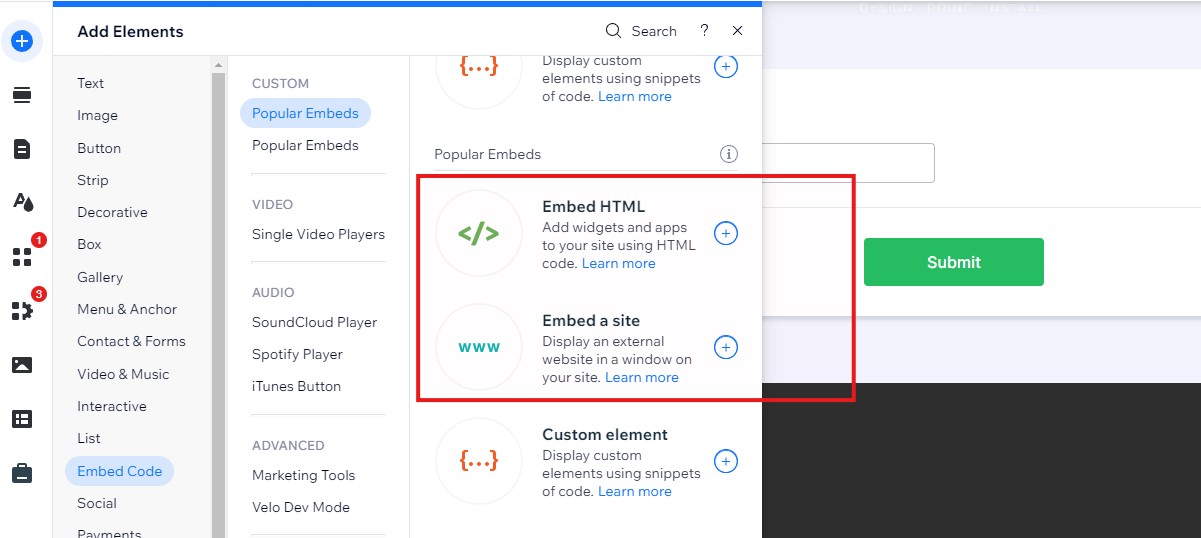 Add Elements
Search
?
Text
Image
Button
Strip
Decorative
Box
Gallery
Menu & Anchor
Contact & Forms
Video & Music
Interactive
List
Embed Code
Social
Payments
1
3
CUSTOM
Popular Embeds
Popular Embeds
VIDEO
Single Video Players
AUDIO
SoundCloud Player
Spotify Player
iTunes Button
ADVANCED
Marketing Tools
Velo Dev Mode
{...}
Display custom
elements using snippets
of code. Learn more
Popular Embeds
</>
Embed HTML
Add widgets and apps
to your site using HTML
code. Learn more
www
Embed a site
Display an external
website in a window on
your site. Learn more
{...}
Custom element
Display custom
elements using snippets
of code. Learn more
Submit